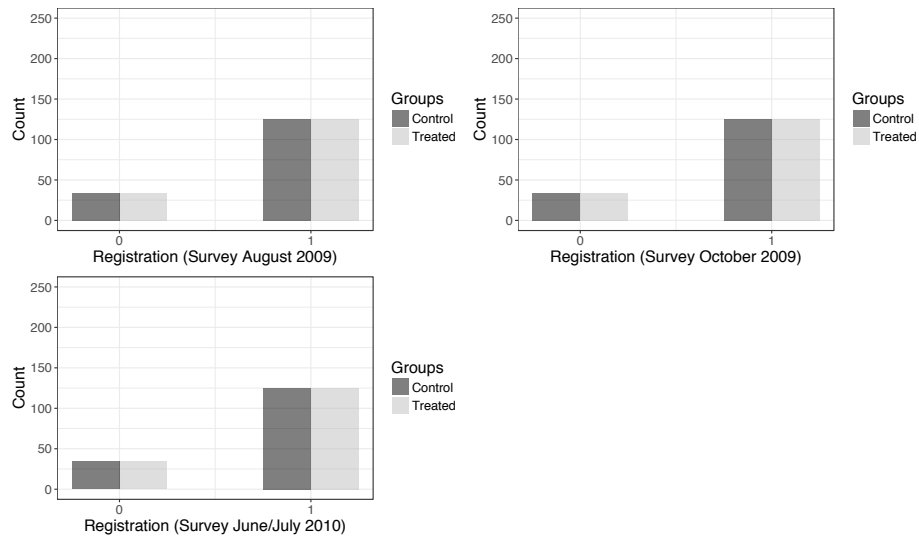 250
200
150
100
50
0
Count
0 1
Registration (Survey August 2009)
Groups
Control
Treated
250
200
150
100
50
0
Count
0 1
Registration (Survey October 2009)
Groups
Control
Treated
250
200
150
100
50
0
Count
0 1
Registration (Survey June/July 2010)
Groups
Control
Treated